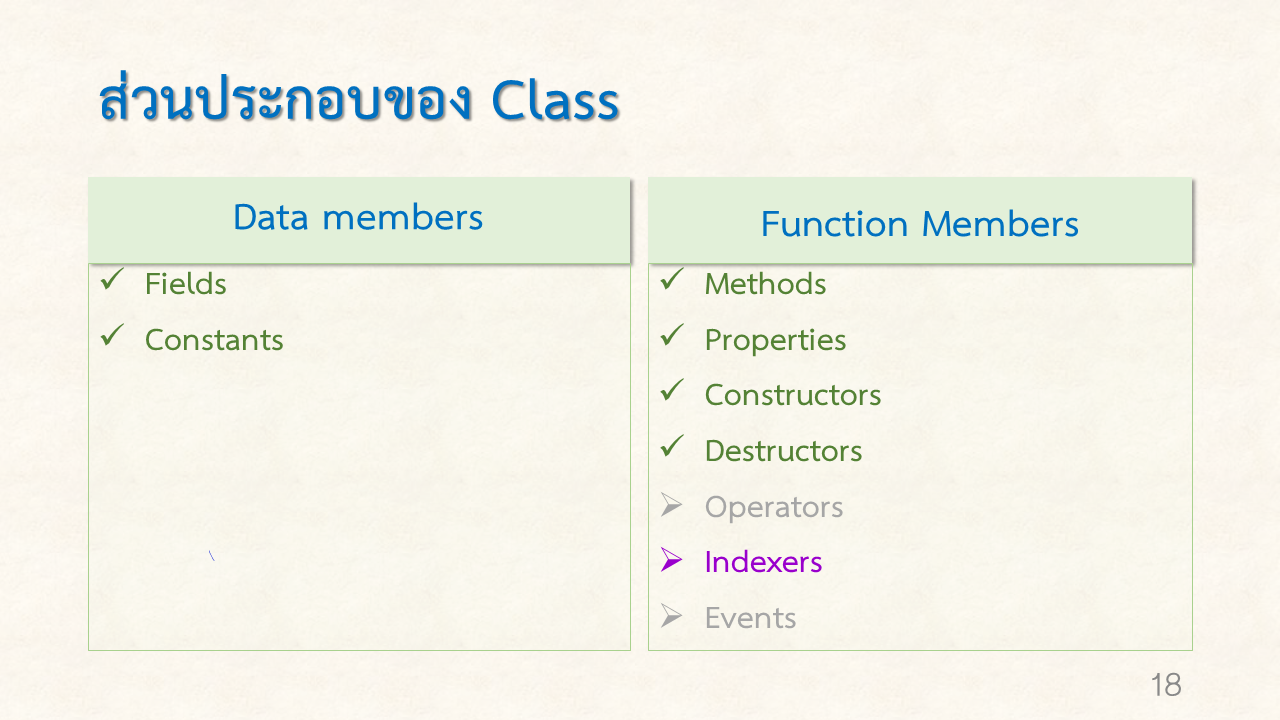 ส่วนประกอบของ Class
Data members
Fields
Constants
Function Members
Methods
Properties
Constructors
Destructors
Operators
Indexers
Events
18